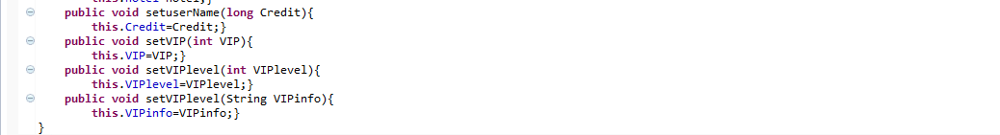 public void setuserName(long Credit){
this.Credit=Credit;}
public void setVIP(int VIP){
this.VIP=VIP;}
public void setVIPlevel(int VIPlevel){
this.VIPlevel=VIPlevel;}
public void setVIPlevel(String VIPinfo){
this.VIPinfo=VIPinfo;}
}